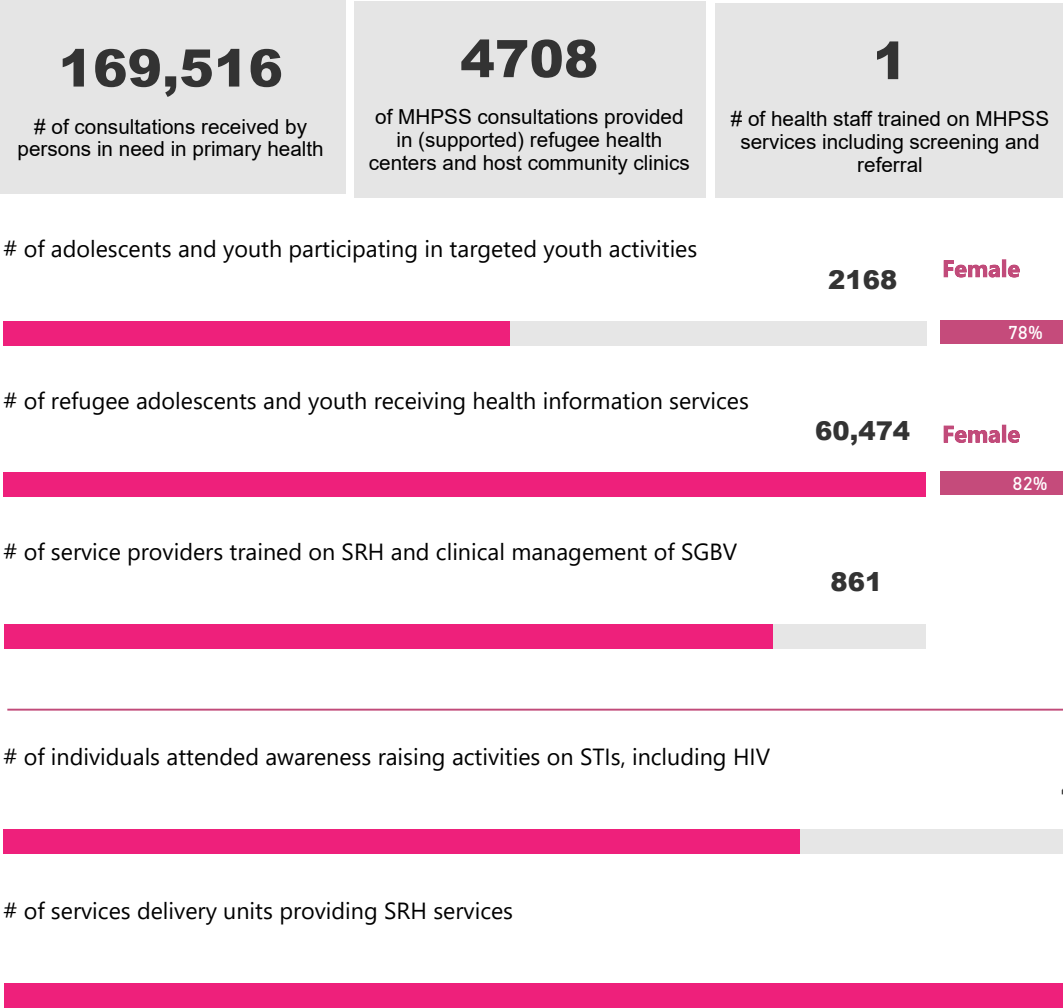 169,516
# of consultations received by
persons in need in primary health
4708
of MHPSS consultations provided
in (supported) refugee health
centers and host community clinics
1
# of health staff trained on MHPSS
services including screening and
referral
# of adolescents and youth participating in targeted youth activities
2168
Female
78%
# of refugee adolescents and youth receiving health information services
60,474
Female
82%
# of service providers trained on SRH and clinical management of SGBV
861
# of individuals attended awareness raising activities on STIs, including HIV
# of services delivery units providing SRH services